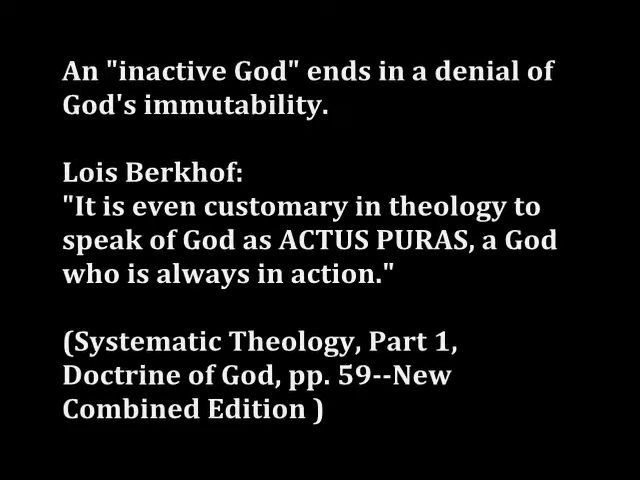 An "inactive God" ends in a denial of
God's immutability.
Lois Berkhof:
"It is even customary in theology to
speak of God as ACTUS PURAS, a God
who is always in action."
(Systematic Theology, Part 1,
Doctrine of God, pp. 59--New
Combined Edition )